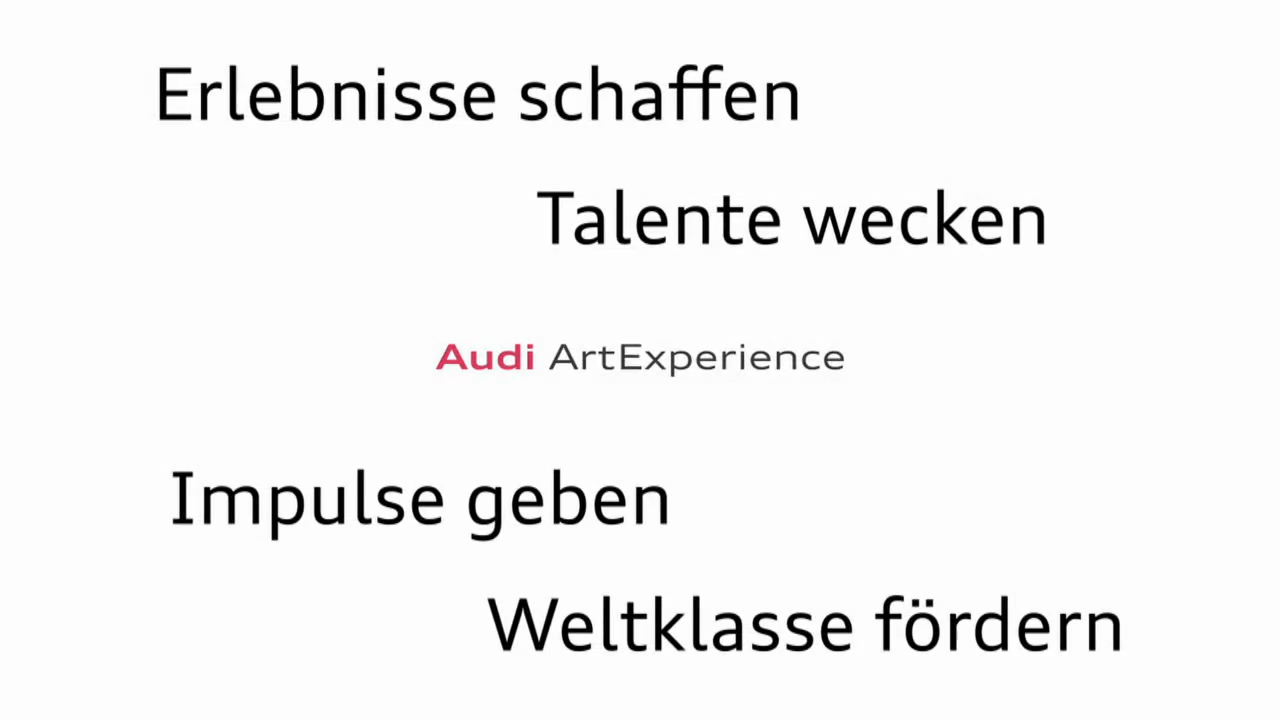 Erlebnisse schaffen
Talente wecken
Audi ArtExperience
Impulse geben
Weltklasse fördern